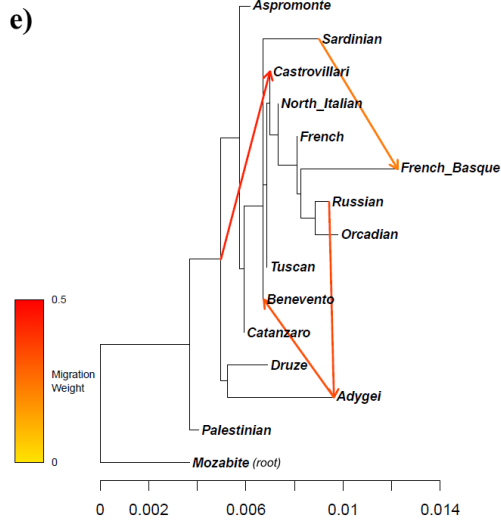 e)
Aspromonte
Sardinian
Castrovillari
North_Italian
French
French_Basque
Russian
Orcadian
Tuscan
Benevento
Catanzaro
Druze
Adygei
Palestinian
Mozabite (root)
0.5
Migration
Weight
0
0 0.002 0.006 0.01 0.014